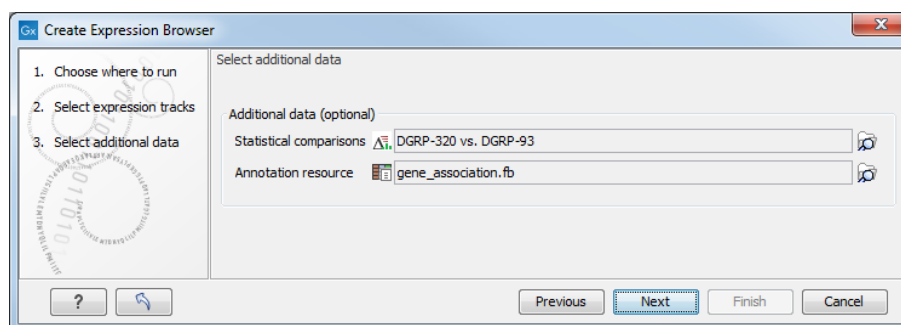 Gx Create Expression Browser
X
1. Choose where to run
2. Select expression tracks
3. Select additional data
Select additional data
Additional data (optional)
Statistical comparisons DGRP-320 vs. DGRP-93
Annotation resource gene_association.fb
? Previous Next Finish Cancel